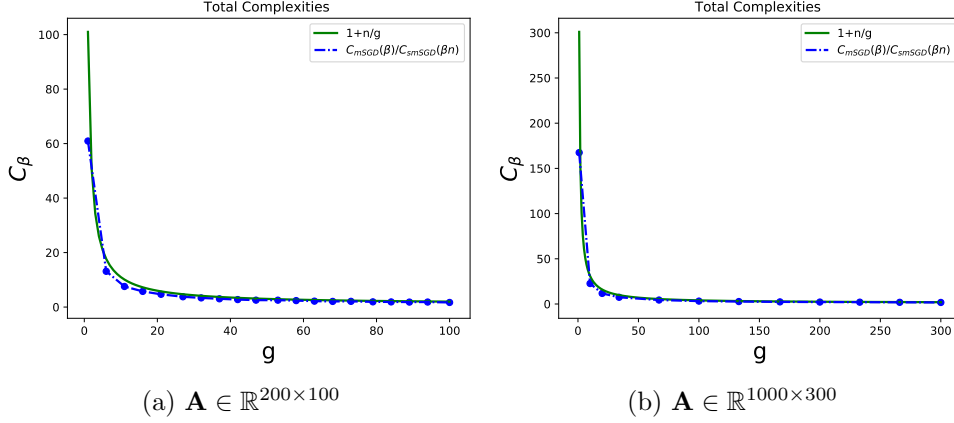 Total Complexities
100
80
60
40
20
0
C_β
1+n/g
C_{mSGD}(β)/C_{smSGD}(βn)
0 20 40 60 80 100
g
(a) A ∈ ℝ^{200×100}
Total Complexities
300
250
200
150
100
50
0
C_β
1+n/g
C_{mSGD}(β)/C_{smSGD}(βn)
0 50 100 150 200 250 300
g
(b) A ∈ ℝ^{1000×300}